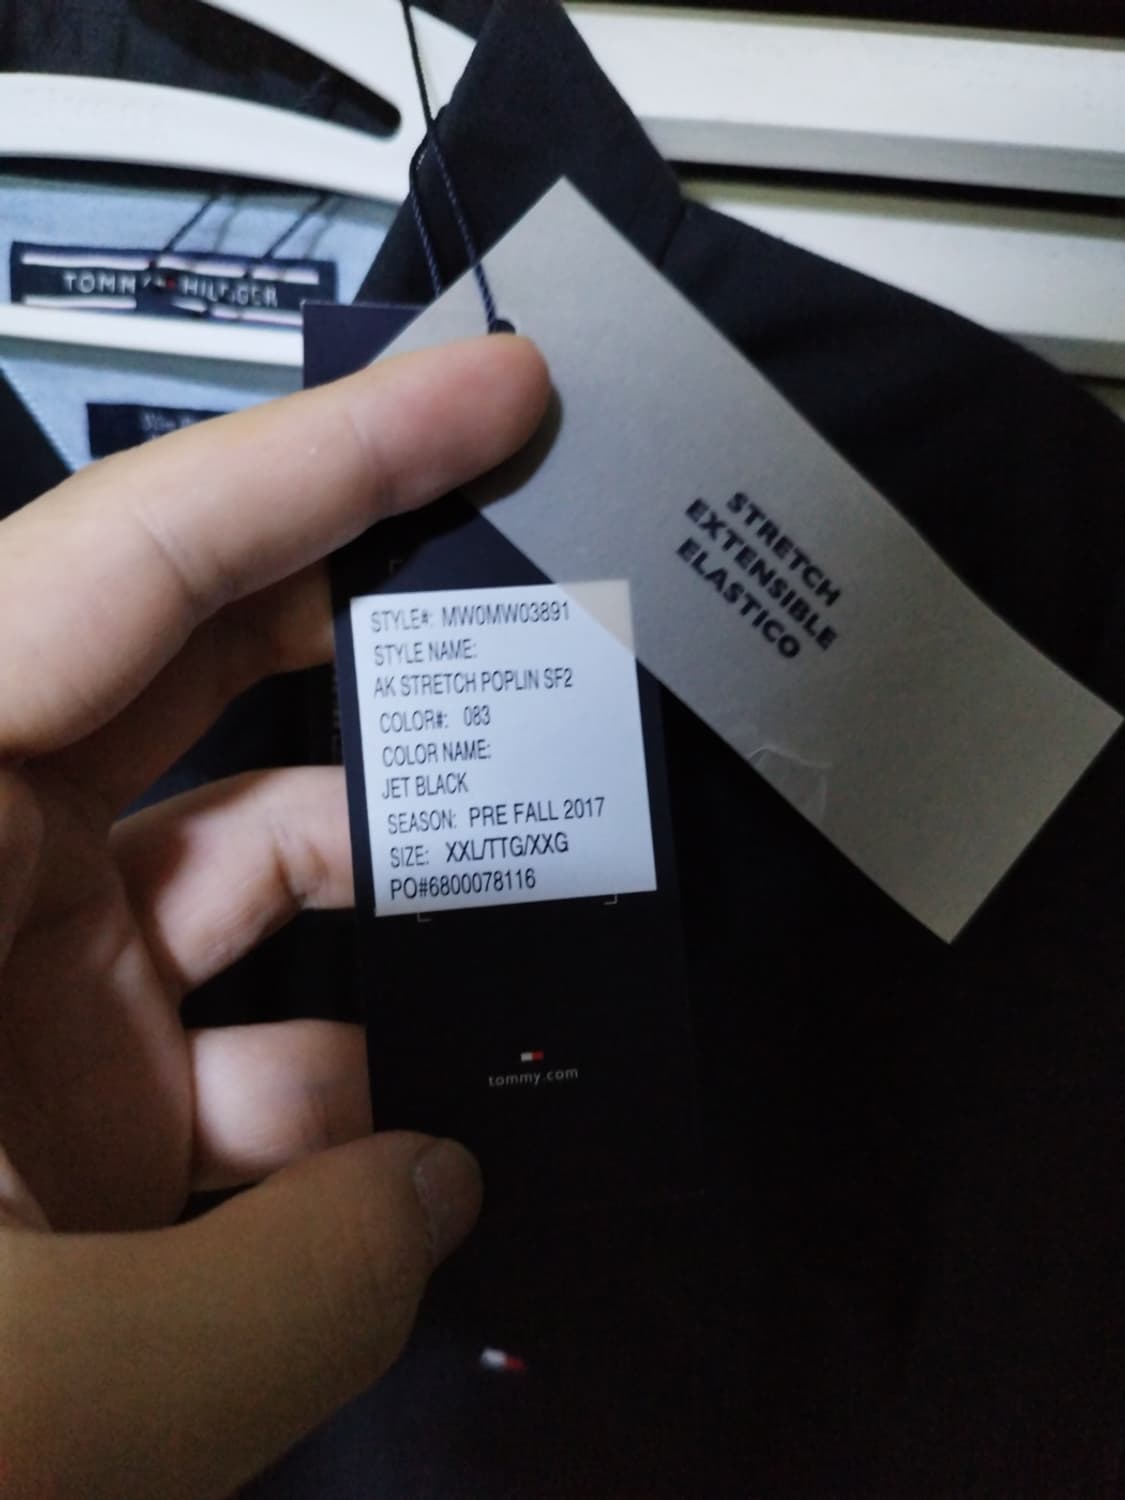 TOMMY HILFIGER
STRETCH
EXTENSIBLE
ELASTICO
STYLE#: MW0MW03891
STYLE NAME:
AK STRETCH POPLIN SF2
COLOR#: 083
COLOR NAME:
JET BLACK
SEASON: PRE FALL 2017
SIZE: XXL/TTG/XXG
PO#6800078116
tommy.com